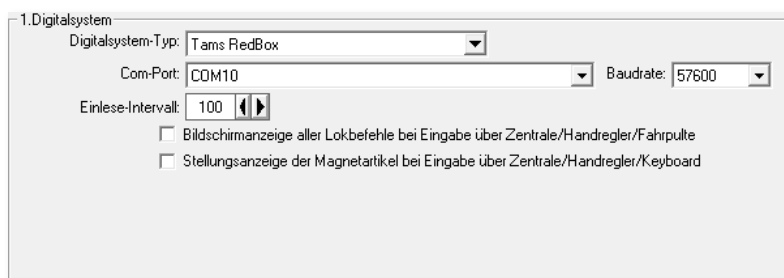 1.Digitalsystem
Digitalsystem-Typ: Tams RedBox
Com-Port: COM10 Baudrate: 57600
Einlese-Intervall: 100
Bildschirmanzeige aller Lokbefehle bei Eingabe über Zentrale/Handregler/Fahrpulte
Stellungsanzeige der Magnetartikel bei Eingabe über Zentrale/Handregler/Keyboard